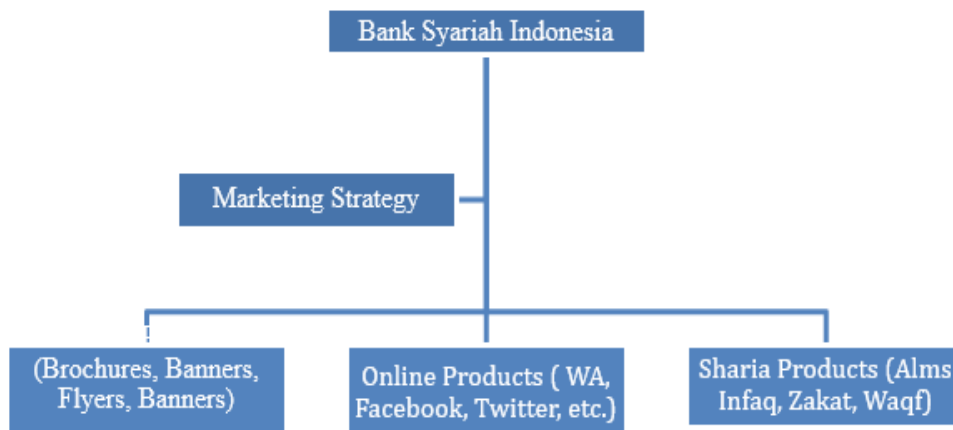 Bank Syariah Indonesia
Marketing Strategy
(Brochures, Banners,
Flyers, Banners)
Online Products ( WA,
Facebook, Twitter, etc.)
Sharia Products (Alms
Infaq, Zakat, Waqf)